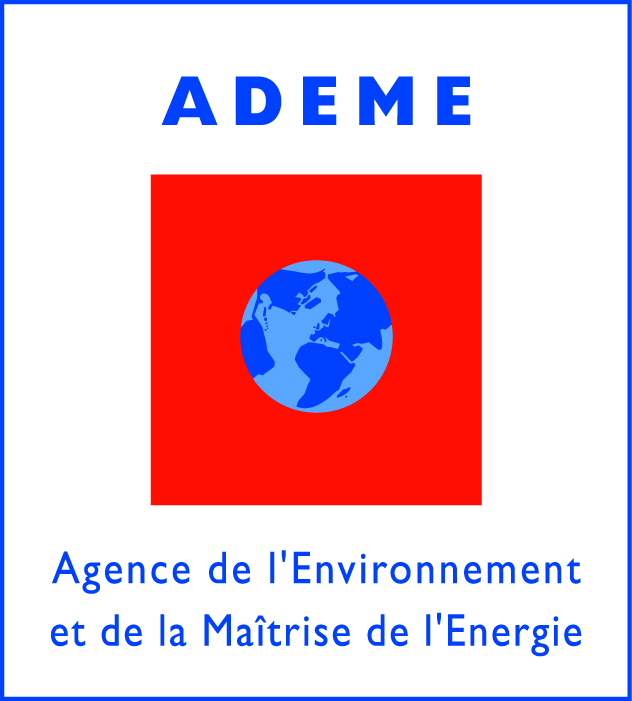 ADEME
Agence de l'Environnement
et de la Maîtrise de l'Energie